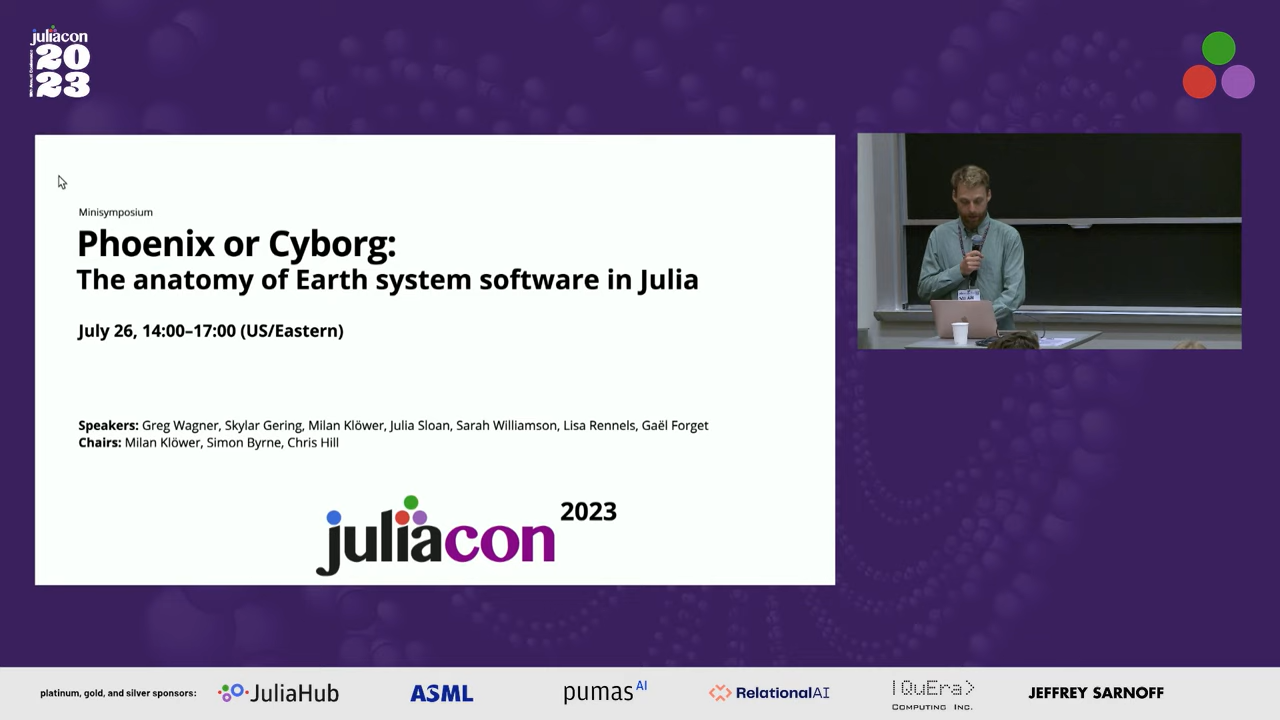 juliacon
20
23
Minisymposium
Phoenix or Cyborg:
The anatomy of Earth system software in Julia
July 26, 14:00–17:00 (US/Eastern)
Speakers: Greg Wagner, Skylar Gering, Milan Klöwer, Julia Sloan, Sarah Williamson, Lisa Rennels, Gaël Forget
Chairs: Milan Klöwer, Simon Byrne, Chris Hill
juliacon 2023
platinum, gold, and silver sponsors: JuliaHub ASML pumas AI RelationalAI |QuEra> COMPUTING INC. JEFFREY SARNOFF